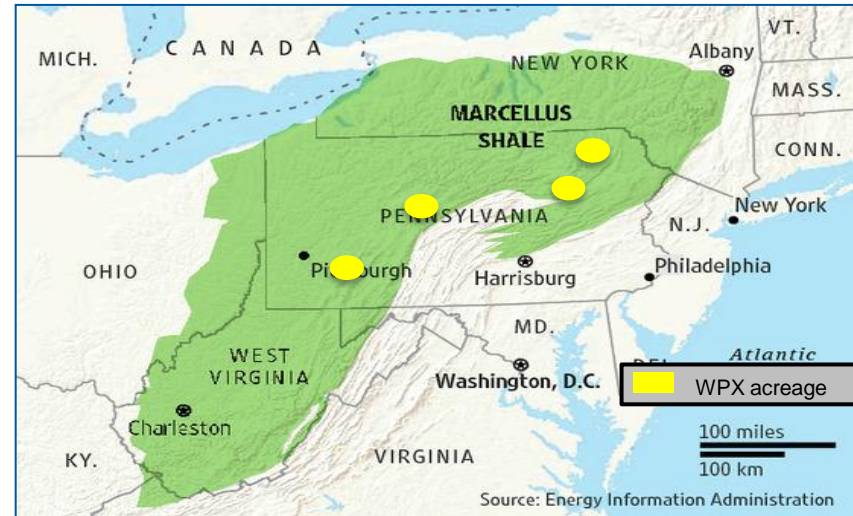 VT.
CANADA
MICH.
Albany
NEW YORK
MASS.
MARCELLUS
SHALE
CONN.
New York
PENNSYLVANIA
N.J.
OHIO
Harrisburg
Philadelphia
MD.
WEST
VIRGINIA
Washington, D.C.
Atlantic
WPX acreage
Charleston
KY.
VIRGINIA
100 miles
100 km
Source: Energy Information Administration